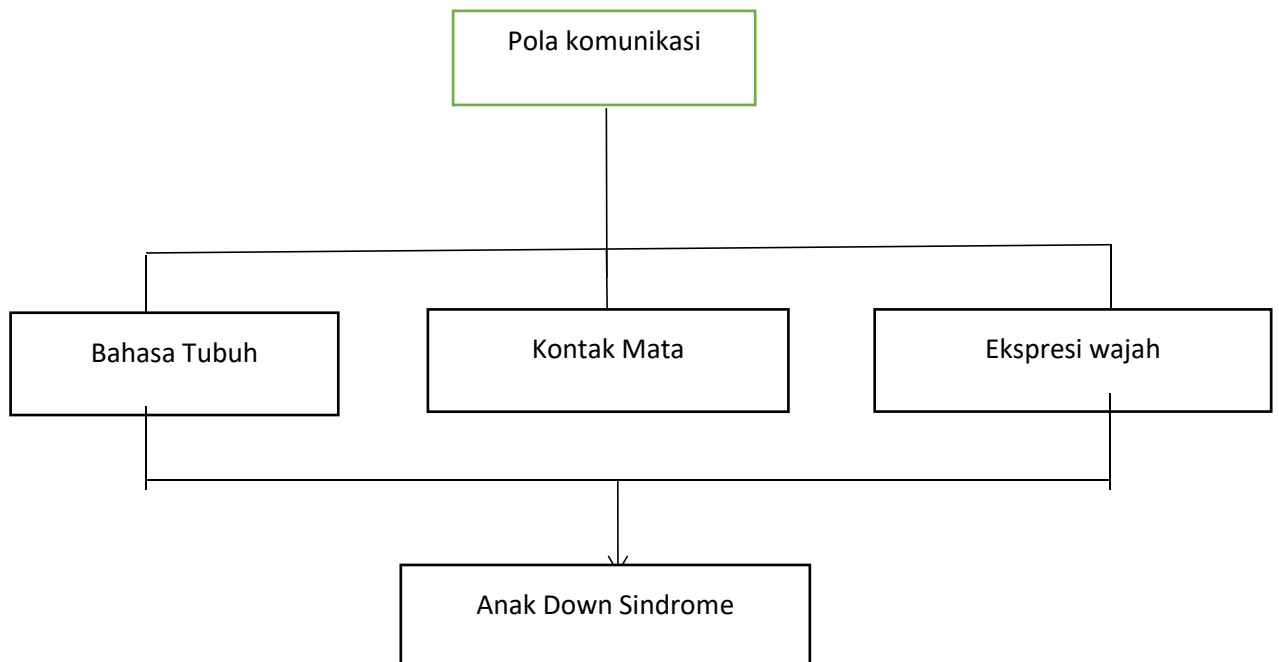 Pola komunikasi
Bahasa Tubuh
Kontak Mata
Ekspresi wajah
Anak Down Sindrome